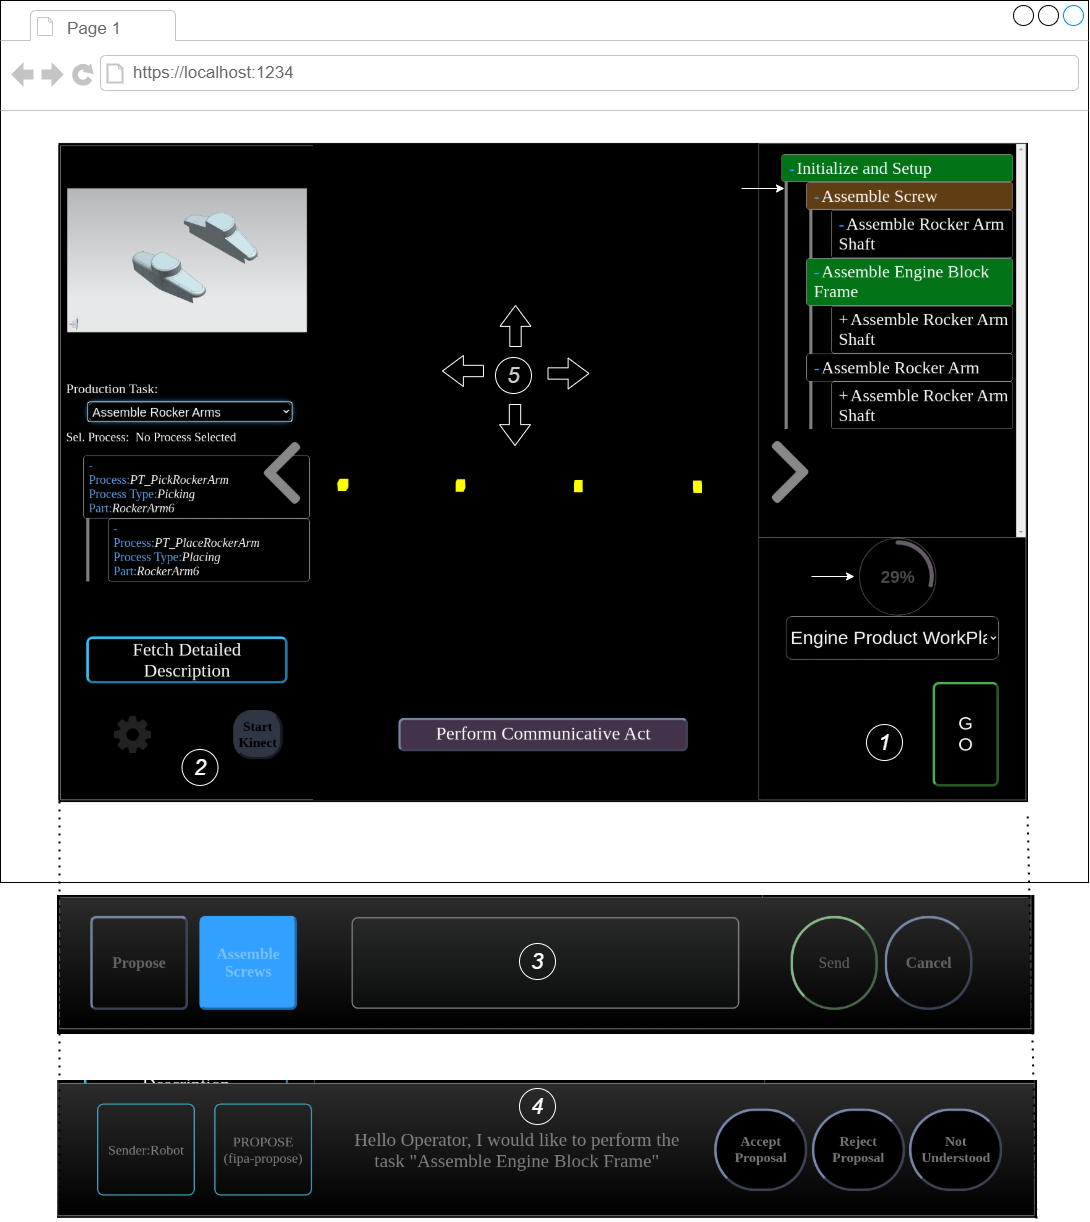 Page 1
https://localhost:1234
Production Task:
Assemble Rocker Arms
Sel. Process: No Process Selected
-
Process:PT_PickRockerArm
Process Type:Picking
Part:RockerArm6
-
Process:PT_PlaceRockerArm
Process Type:Placing
Part:RockerArm6
Fetch Detailed
Description
Start
Kinect
2
5
Perform Communicative Act
-Initialize and Setup
-Assemble Screw
-Assemble Rocker Arm
Shaft
-Assemble Engine Block
Frame
+Assemble Rocker Arm
Shaft
-Assemble Rocker Arm
+Assemble Rocker Arm
Shaft
29%
Engine Product WorkPla
1
G
O
Propose
Assemble
Screws
3
Send
Cancel
Description
4
Sender:Robot
PROPOSE
(fipa-propose)
Hello Operator, I would like to perform the
task "Assemble Engine Block Frame"
Accept
Proposal
Reject
Proposal
Not
Understood